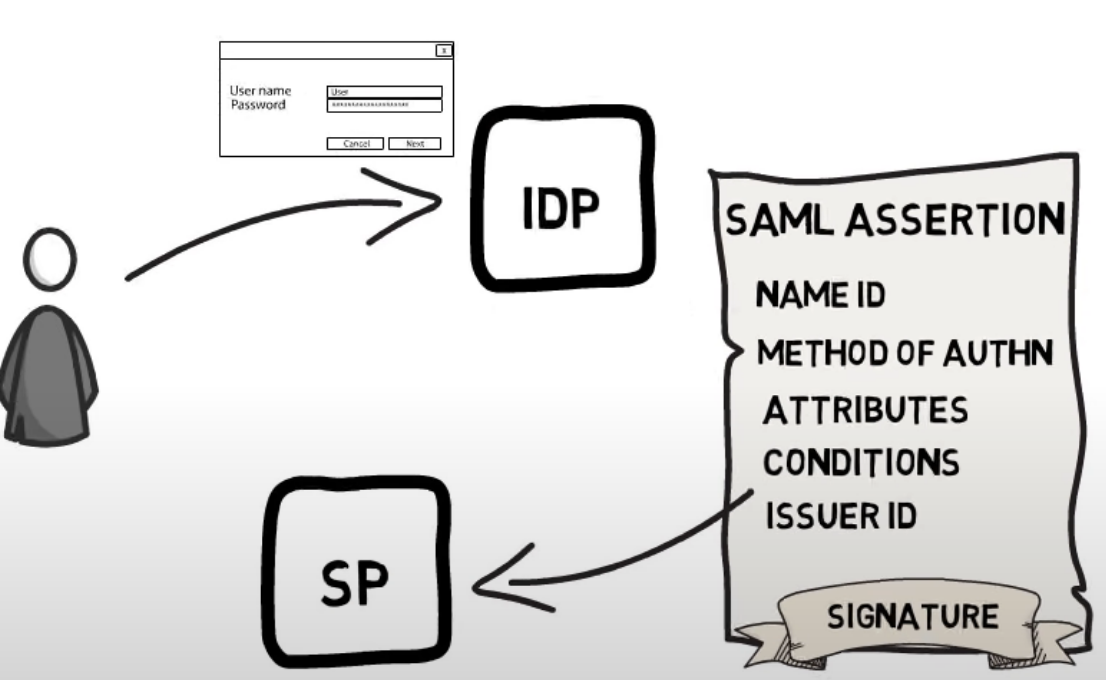 x
User name
User
Password
Cancel
Next
IDP
SAML ASSERTION
NAME ID
METHOD OF AUTHN
ATTRIBUTES
CONDITIONS
ISSUER ID
SP
SIGNATURE